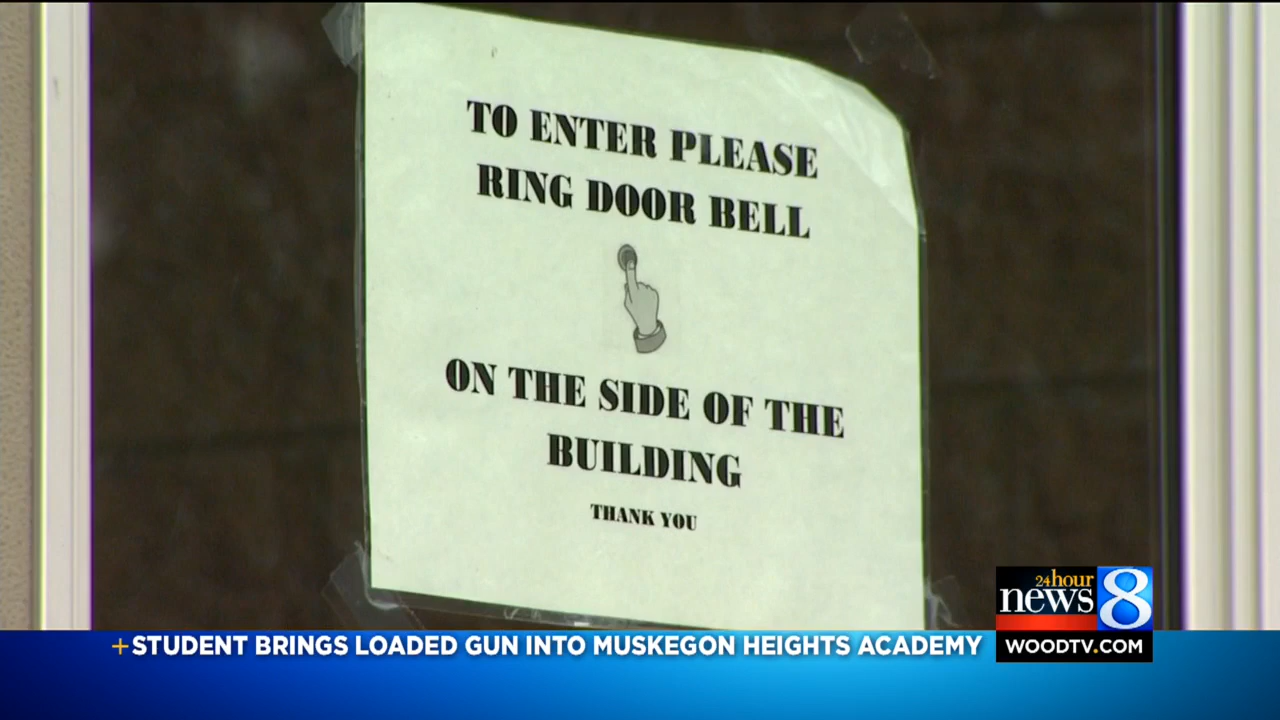 TO ENTER PLEASE
RING DOOR BELL
ON THE SIDE OF THE
BUILDING
THANK YOU
24hour
news 8
+STUDENT BRINGS LOADED GUN INTO MUSKEGON HEIGHTS ACADEMY
WOODTV.COM